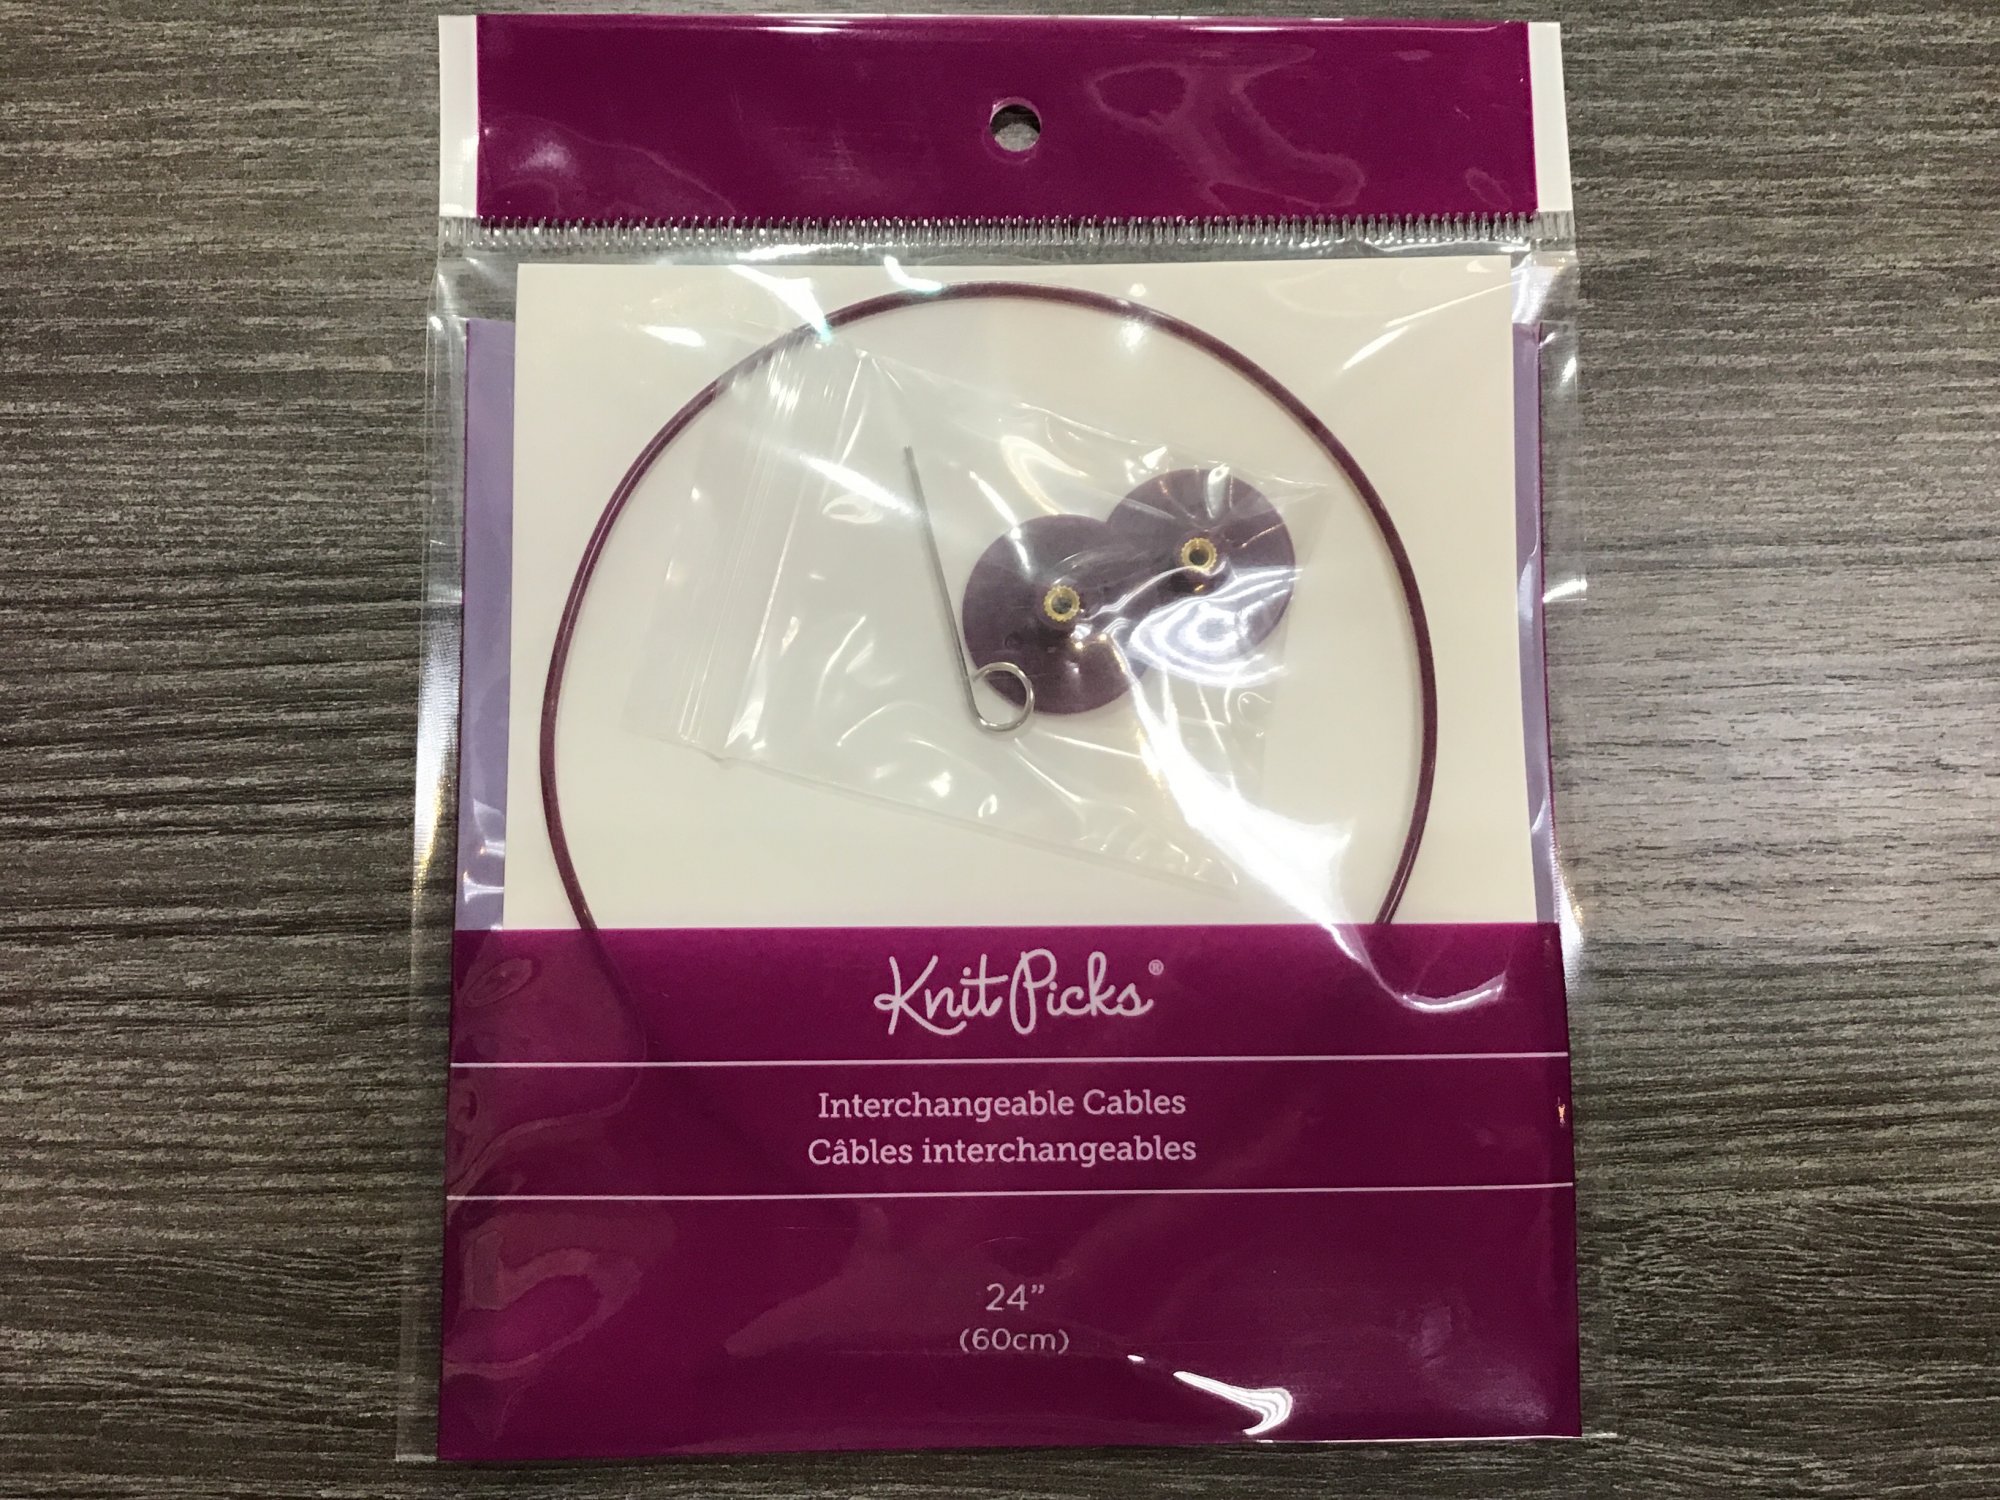 KnitPicks®
Interchangeable Cables
Câbles interchangeables
24”
(60cm)